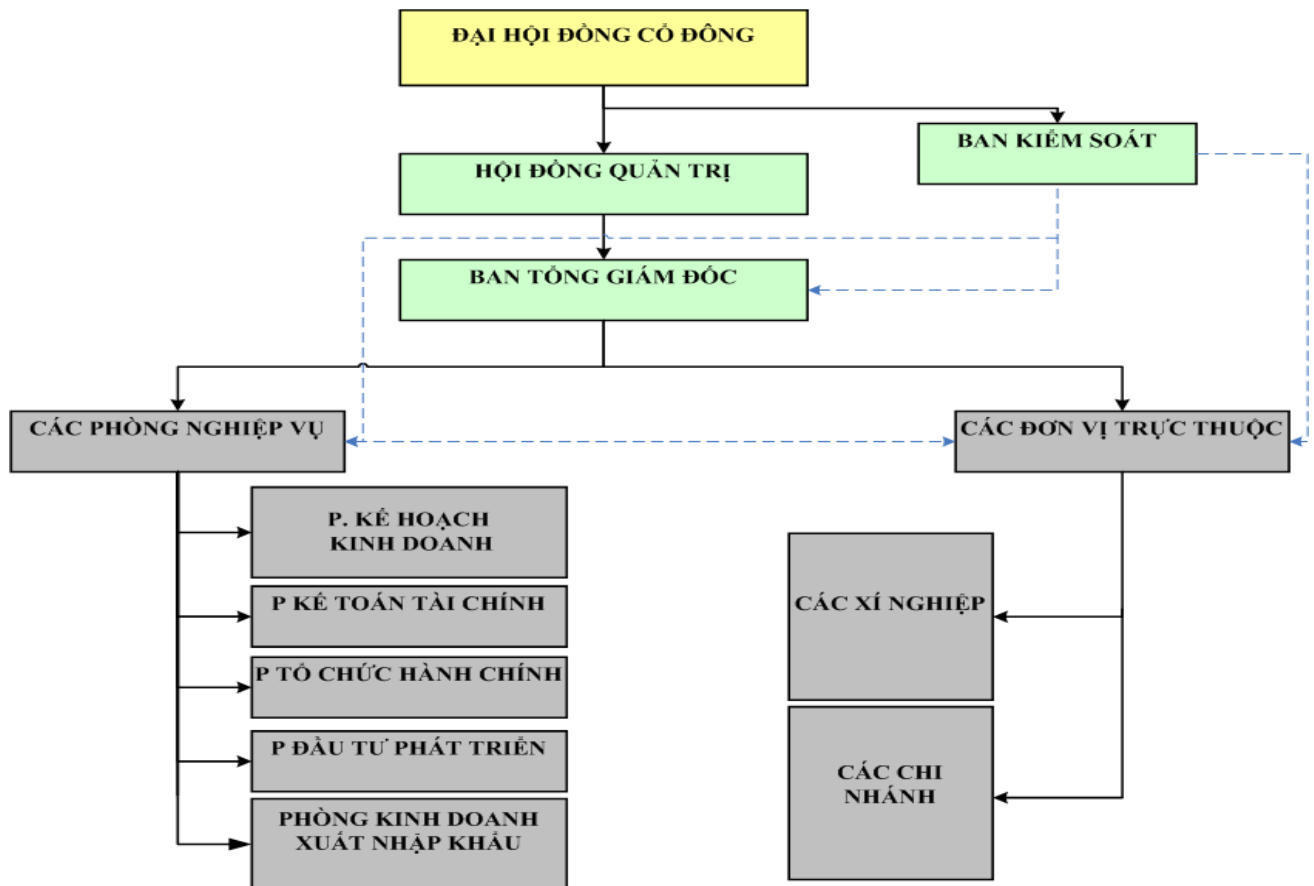 ĐẠI HỘI ĐỒNG CỔ ĐÔNG
BAN KIỂM SOÁT
HỘI ĐỒNG QUẢN TRỊ
BAN TỔNG GIÁM ĐỐC
CÁC PHÒNG NGHIỆP VỤ
CÁC ĐƠN VỊ TRỰC THUỘC
P. KẾ HOẠCH
KINH DOANH
P KẾ TOÁN TÀI CHÍNH
P TỔ CHỨC HÀNH CHÍNH
P ĐẦU TƯ PHÁT TRIỂN
PHÒNG KINH DOANH
XUẤT NHẬP KHẨU
CÁC XÍ NGHIỆP
CÁC CHI
NHÁNH